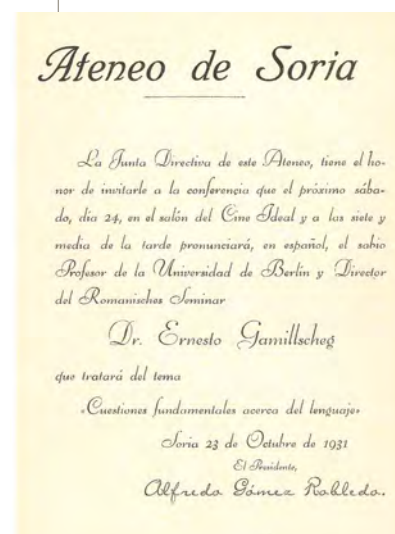 Ateneo de Soria
La Junta Directiva de este Ateneo, tiene el ho-
nor de invitarle a la conferencia que el próximo sába-
do, dia 24, en el salón del Cine Ideal y a las siete y
media de la tarde pronunciará, en español, el sabio
Profesor de la Universidad de Berlín y Director
del Romanisches Seminar
Dr. Ernesto Gamillscheg
que tratará del tema
«Cuestiones fundamentales acerca del lenguaje»
Soria 23 de Octubre de 1931
El Presidente,
Alfredo Gómez Robledo.